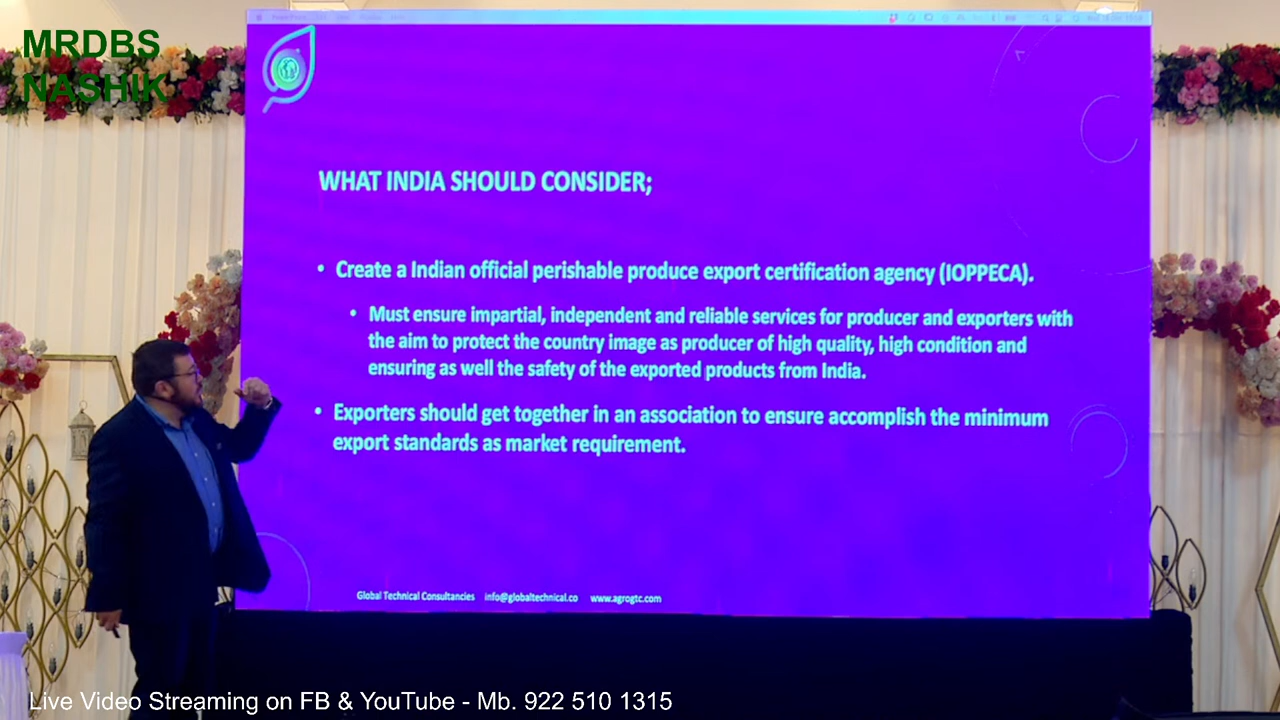 MRDBS
NASHIK
WHAT INDIA SHOULD CONSIDER;
• Create a Indian official perishable produce export certification agency (IOPPECA).
• Must ensure impartial, independent and reliable services for producer and exporters with
the aim to protect the country image as producer of high quality, high condition and
ensuring as well the safety of the exported products from India.
• Exporters should get together in an association to ensure accomplish the minimum
export standards as market requirement.
Global Technical Consultancies info@globaltechnical.co www.agrogtc.com
Live Video Streaming on FB & YouTube - Mb. 922 510 1315